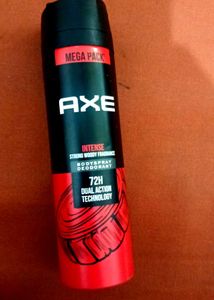 MEGA PACK*
AXE
INTENSE
STRONG WOODY FRAGRANCE
BODYSPRAY
DEODORANT
72H
DUAL ACTION
TECHNOLOGY